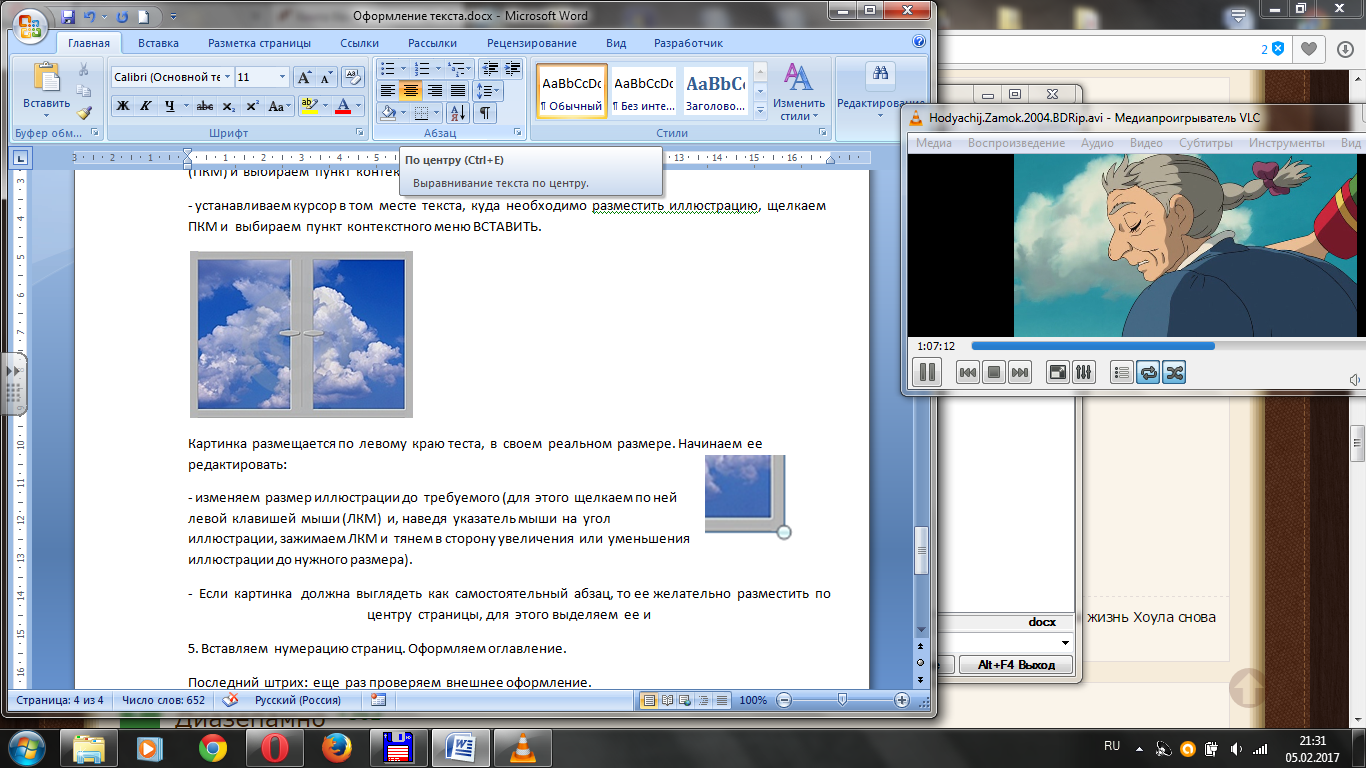 Оформление текста.docx - Microsoft Word
Главная Вставка Разметка страницы Ссылки Рассылки Рецензирование Вид Разработчик
2
Вставить
Calibri (Основной те 11
Ж К Ч abc x₂ x² Aa
АаBbCcDc АаBbCcDc AaBbCc
¶ Обычный ¶ Без инте... Заголово...
Изменить стили
Редактирование
Буфер обм... Шрифт Абзац Стили
По центру (Ctrl+E)
Выравнивание текста по центру.
(ПКМ) и выбираем пункт
- устанавливаем курсор в том месте текста, куда необходимо разместить иллюстрацию, щелкаем
ПКМ и выбираем пункт контекстного меню ВСТАВИТЬ.
Картинка размещается по левому краю теста, в своем реальном размере. Начинаем ее
редактировать:
- изменяем размер иллюстрации до требуемого (для этого щелкаем по ней
левой клавишей мыши (ЛКМ) и, наведя указатель мыши на угол
иллюстрации, зажимаем ЛКМ и тянем в сторону увеличения или уменьшения
иллюстрации до нужного размера).
- Если картинка должна выглядеть как самостоятельный абзац, то ее желательно разместить по
центру страницы, для этого выделяем ее и
5. Вставляем нумерацию страниц. Оформляем оглавление.
Последний штрих: еще раз проверяем внешнее оформление.
Страница: 4 из 4 Число слов: 652 Русский (Россия) 100%
Hodyachij.Zamok.2004.BDRip.avi - Медиапроигрыватель VLC
Медиа Воспроизведение Аудио Видео Субтитры Инструменты Вид
1:07:12
жизнь Хоула снова
docx
Alt+F4 Выход
RU
21:31
05.02.2017